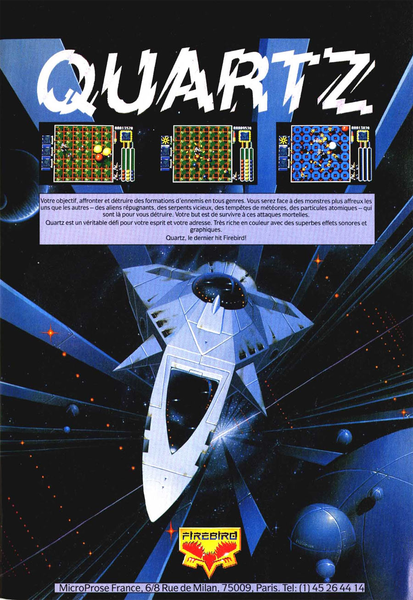 QUARTZ
Votre objectif, affronter et détruire des formations d'ennemis en tous genres. Vous serez face à des monstres plus affreux les
uns que les autres – des aliens répugnants, des serpents vicieux, des tempêtes de météores, des particules atomiques – qui
sont là pour vous détruire. Votre but est de survivre à ces attaques mortelles.
Quartz est un véritable défi pour votre esprit et votre adresse. Très riche en couleur avec des superbes effets sonores et
graphiques.
Quartz, le dernier hit Firebird!
FIREBIRD
MicroProse France, 6/8 Rue de Milan, 75009, Paris. Tel: (1) 45 26 44 14